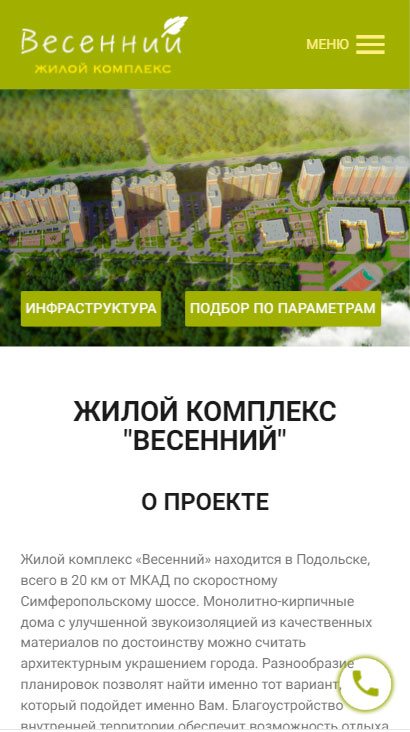 Весенний
ЖИЛОЙ КОМПЛЕКС
МЕНЮ
ИНФРАСТРУКТУРА
ПОДБОР ПО ПАРАМЕТРАМ
ЖИЛОЙ КОМПЛЕКС
"ВЕСЕННИЙ"
О ПРОЕКТЕ
Жилой комплекс «Весенний» находится в Подольске,
всего в 20 км от МКАД по скоростному
Симферопольскому шоссе. Монолитно-кирпичные
дома с улучшенной звукоизоляцией из качественных
материалов по достоинству можно считать
архитектурным украшением города. Разнообразие
планировок позволят найти именно тот вариант,
который подойдет именно Вам. Благоустройство
внутренней территории обеспечит возможность отдыха